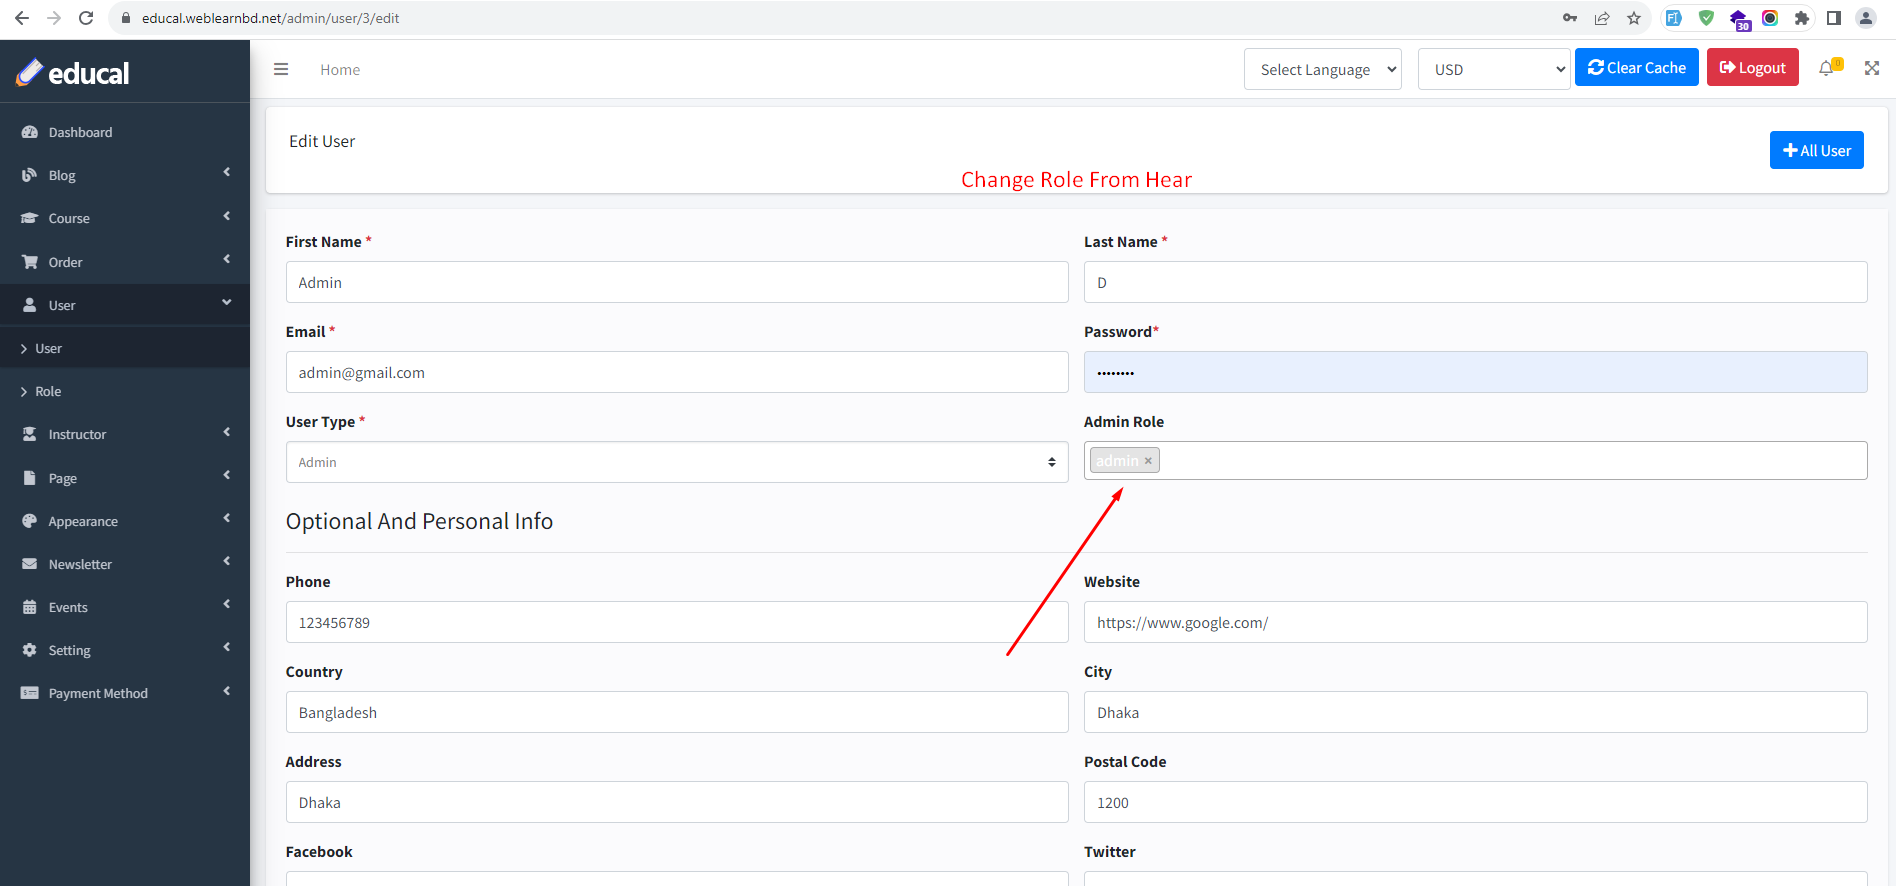 educal.weblearnbd.net/admin/user/3/edit
30
educal
Home
Select Language
USD
Clear Cache
Logout
0
Dashboard
Blog
Course
Order
User
User
Role
Instructor
Page
Appearance
Newsletter
Events
Setting
Payment Method
Edit User
All User
Change Role From Hear
First Name *
Last Name *
Admin
D
Email *
Password*
admin@gmail.com
••••••••
User Type *
Admin Role
Admin
admin ×
Optional And Personal Info
Phone
Website
123456789
https://www.google.com/
Country
City
Bangladesh
Dhaka
Address
Postal Code
Dhaka
1200
Facebook
Twitter